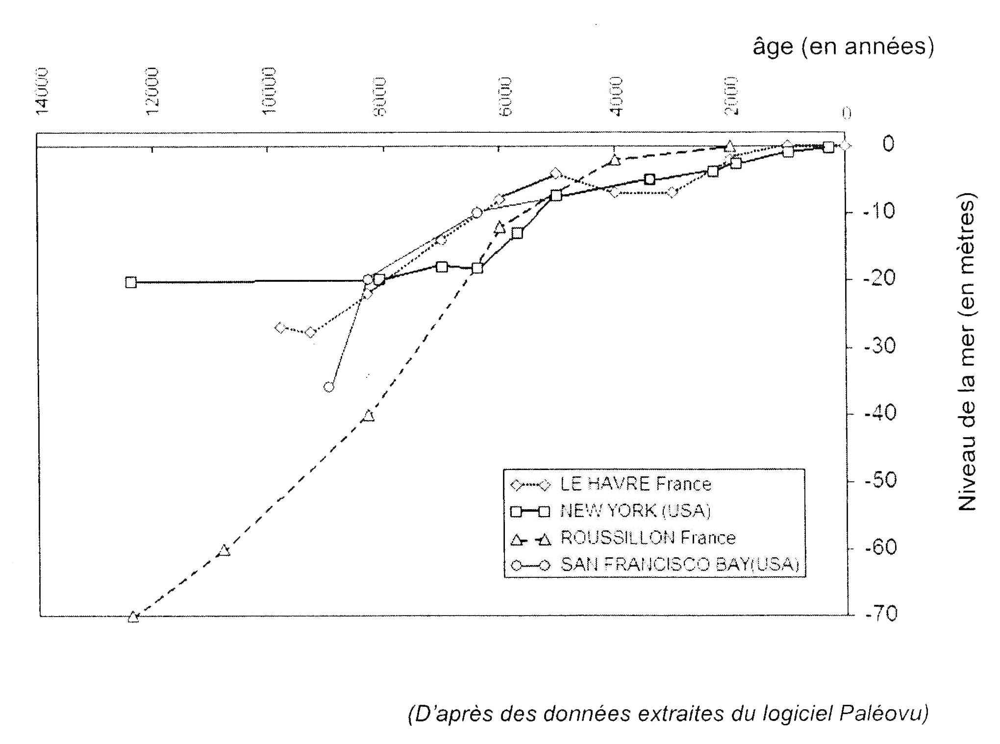 âge (en années)
14000
12000
10000
8000
6000
4000
2000
0
0
-10
-20
-30
-40
-50
-60
-70
Niveau de la mer (en mètres)
LE HAVRE France
NEW YORK (USA)
ROUSSILLON France
SAN FRANCISCO BAY(USA)
(D'après des données extraites du logiciel Paléovu)